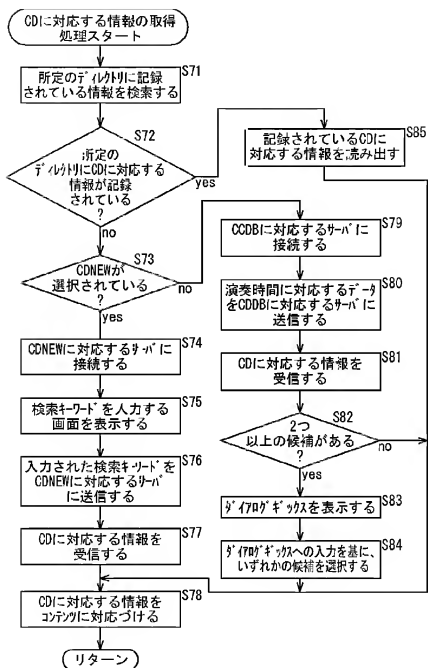 CDに対応する情報の取得
処理スタート
S71
所定のディレクトリに記録
されている情報を検索する
S72
所定の
ディレクトリにCDに対応する
情報が記録
されている
?
yes
no
S85
記録されているCDに
対応する情報を読み出す
S73
CDNEWが
選択されている
?
no
yes
S74
CDNEWに対応するサーバに
接続する
S75
検索キーワードを入力する
画面を表示する
S76
入力された検索キーワードを
CDNEWに対応するサーバ
に送信する
S77
CDに対応する情報を
受信する
S79
CCDBに対応するサーバに
接続する
S80
演奏時間に対応するデータ
をCDDBに対応するサーバに
送信する
S81
CDに対応する情報を
受信する
S82
2つ
以上の候補がある
?
no
yes
S83
ダイアログボックスを表示する
S84
ダイアログボックスへの入力を基に、
いずれかの候補を選択する
S78
CDに対応する情報を
コンテンツに対応づける
リターン